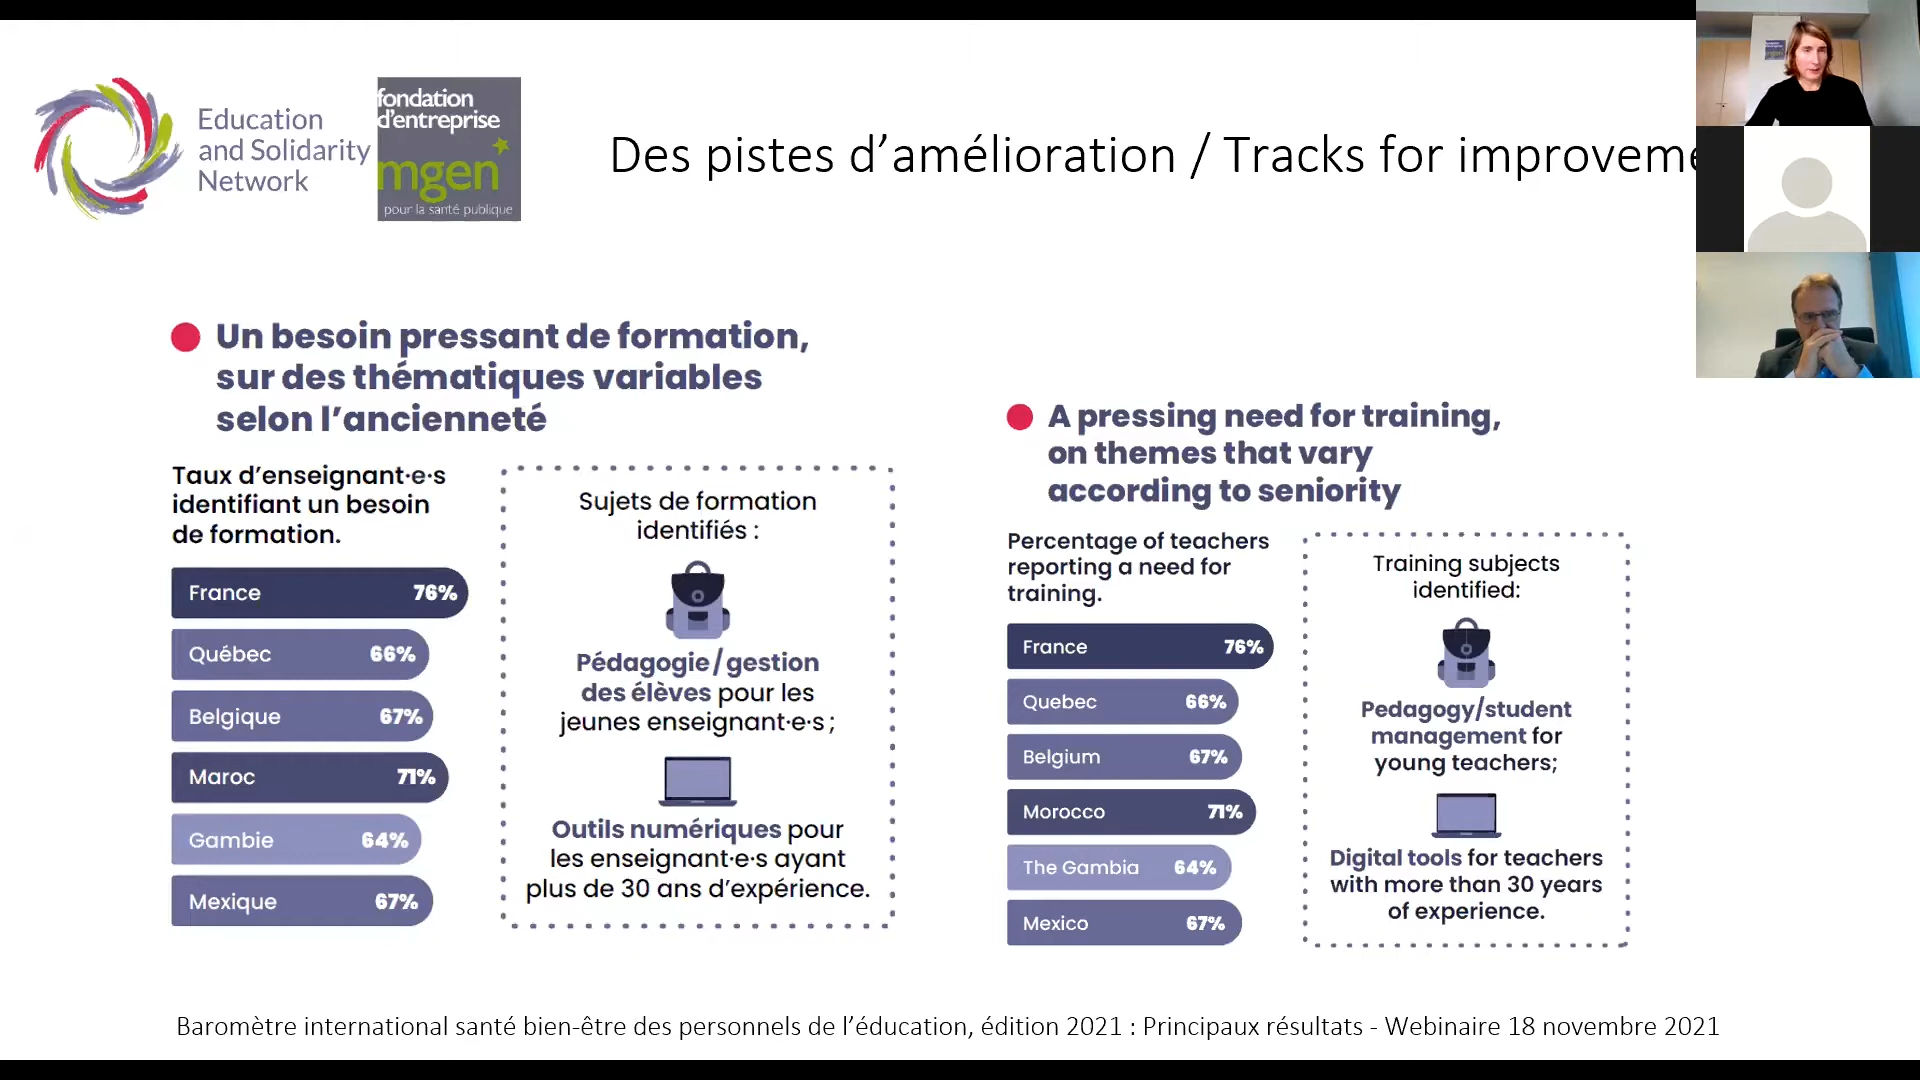 Education
and Solidarity
Network
fondation
d'entreprise
mgen
pour la santé publique
Des pistes d’amélioration / Tracks for improveme
Un besoin pressant de formation,
sur des thématiques variables
selon l’ancienneté
Taux d’enseignant·e·s
identifiant un besoin
de formation.
France 76%
Québec 66%
Belgique 67%
Maroc 71%
Gambie 64%
Mexique 67%
Sujets de formation
identifiés :
Pédagogie/gestion
des élèves pour les
jeunes enseignant·e·s ;
Outils numériques pour
les enseignant·e·s ayant
plus de 30 ans d’expérience.
A pressing need for training,
on themes that vary
according to seniority
Percentage of teachers
reporting a need for
training.
France 76%
Quebec 66%
Belgium 67%
Morocco 71%
The Gambia 64%
Mexico 67%
Training subjects
identified:
Pedagogy/student
management for
young teachers;
Digital tools for teachers
with more than 30 years
of experience.
Baromètre international santé bien-être des personnels de l’éducation, édition 2021 : Principaux résultats - Webinaire 18 novembre 2021